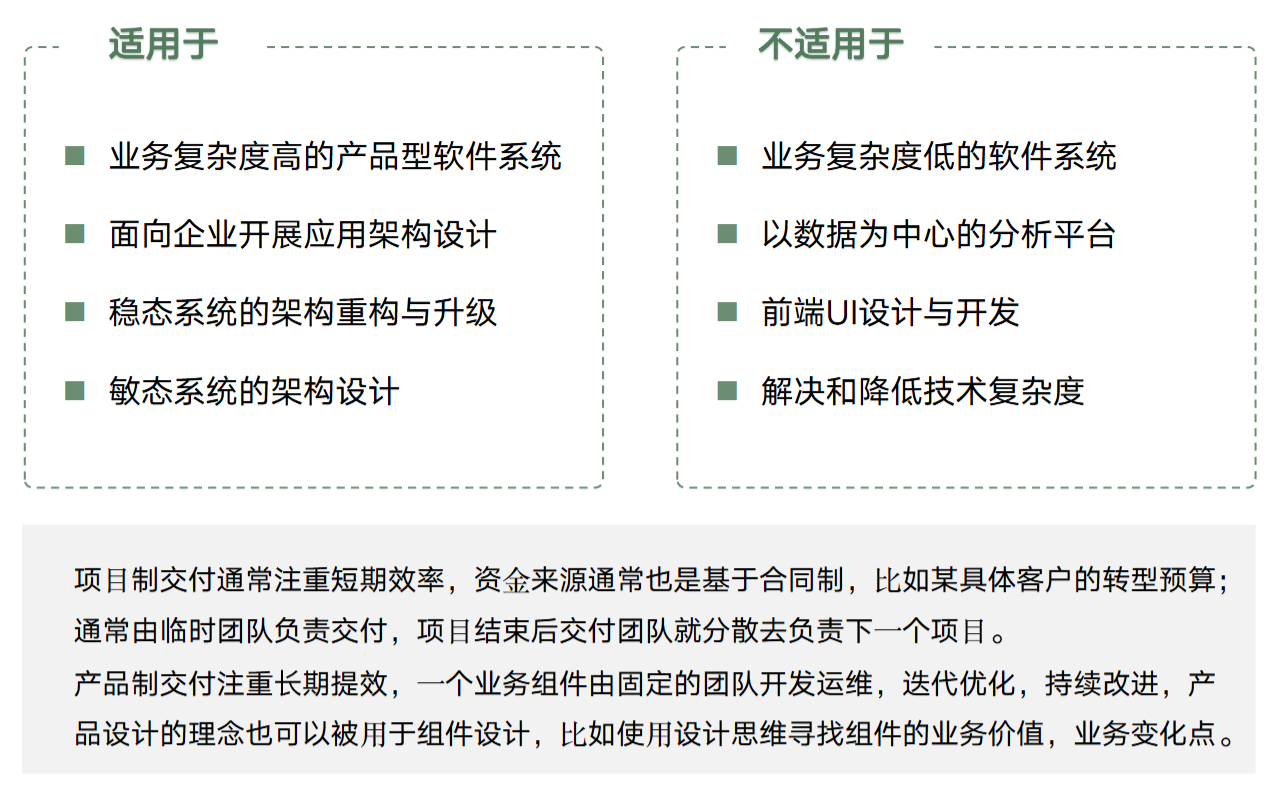 适用于
业务复杂度高的产品型软件系统
面向企业开展应用架构设计
稳态系统的架构重构与升级
敏态系统的架构设计
不适用于
业务复杂度低的软件系统
以数据为中心的分析平台
前端UI设计与开发
解决和降低技术复杂度
项目制交付通常注重短期效率，资金来源通常也是基于合同制，比如某具体客户的转型预算；
通常由临时团队负责交付，项目结束后交付团队就分散去负责下一个项目。
产品制交付注重长期提效，一个业务组件由固定的团队开发运维，迭代优化，持续改进，产
品设计的理念也可以被用于组件设计，比如使用设计思维寻找组件的业务价值，业务变化点。